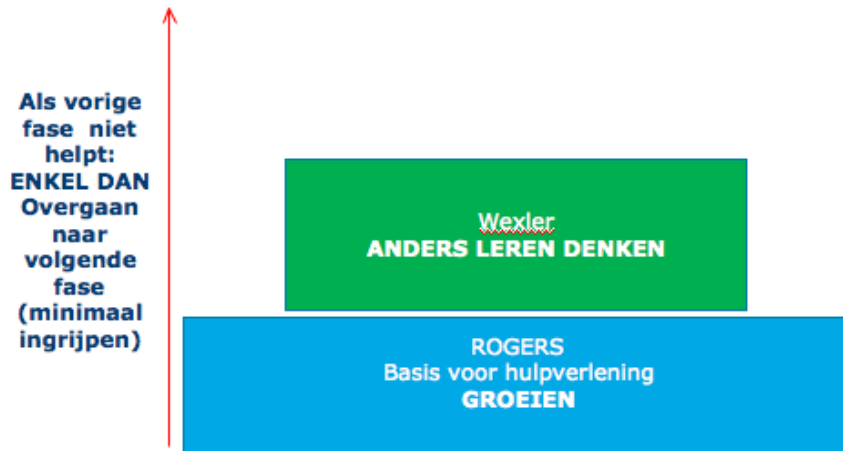 Als vorige
fase niet
helpt:
ENKEL DAN
Overgaan
naar
volgende
fase
(minimaal
ingrijpen)
Wexler
ANDERS LEREN DENKEN
ROGERS
Basis voor hulpverlening
GROEIEN